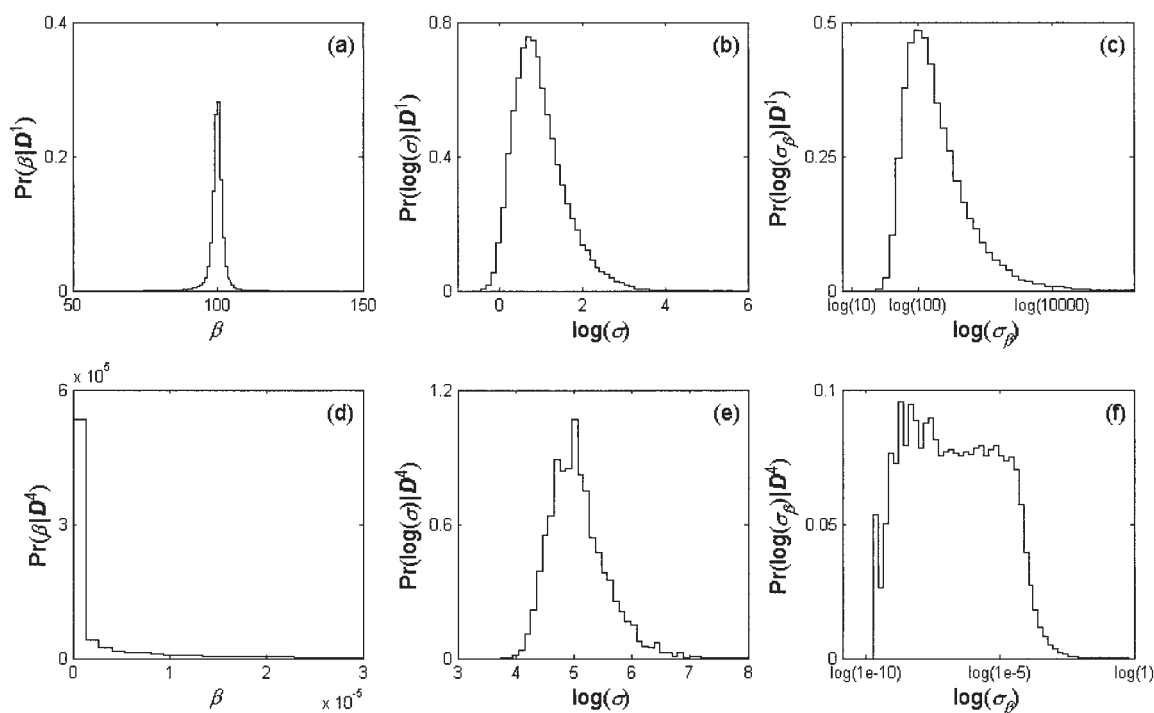 0.4
0.2
0
50
100
150
β
Pr(β|D¹)
(a)
0.8
0.4
0
0
2
4
6
log(σ)
Pr(log(σ)|D¹)
(b)
0.5
0.25
0
log(10)
log(100)
log(10000)
log(σβ)
Pr(log(σβ)|D¹)
(c)
x 10⁵
6
3
0
0
1
2
3
x 10⁻⁵
β
Pr(β|D⁴)
(d)
1.2
0.6
0
3
4
5
6
7
8
log(σ)
Pr(log(σ)|D⁴)
(e)
0.1
0.05
0
log(1e-10)
log(1e-5)
log(1)
log(σβ)
Pr(log(σβ)|D⁴)
(f)